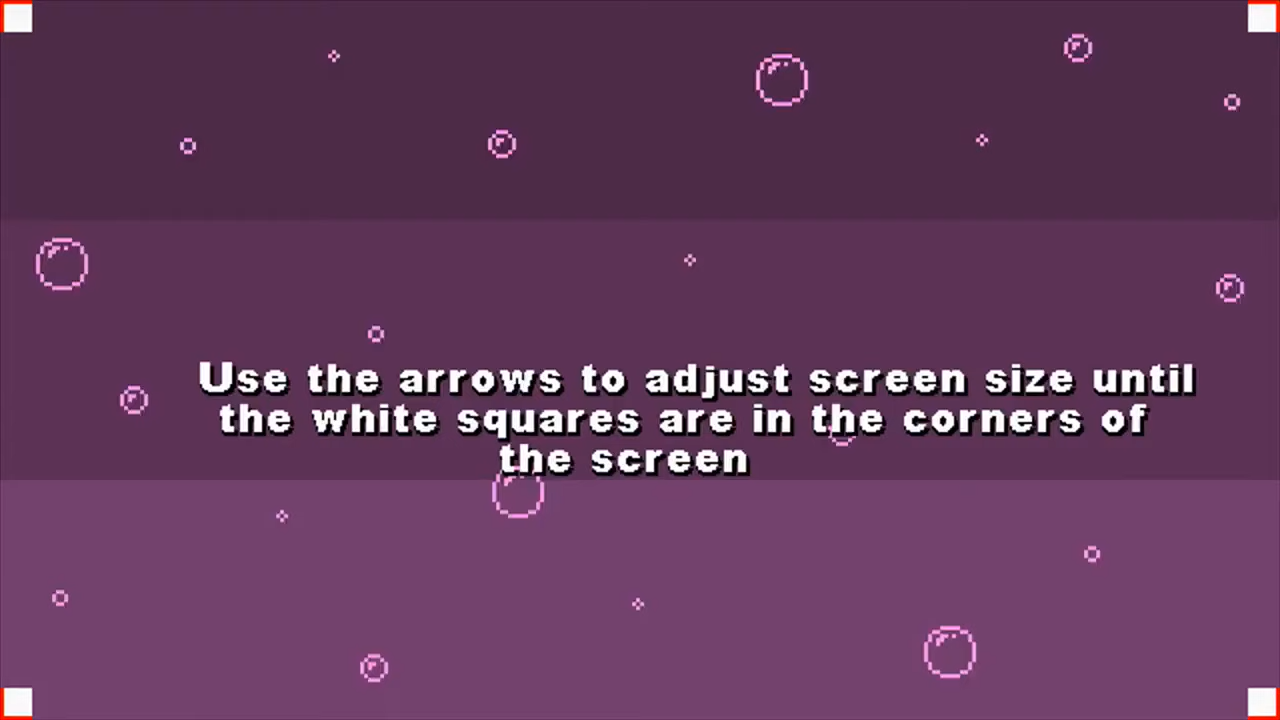 Use the arrows to adjust screen size until
the white squares are in the corners of
the screen